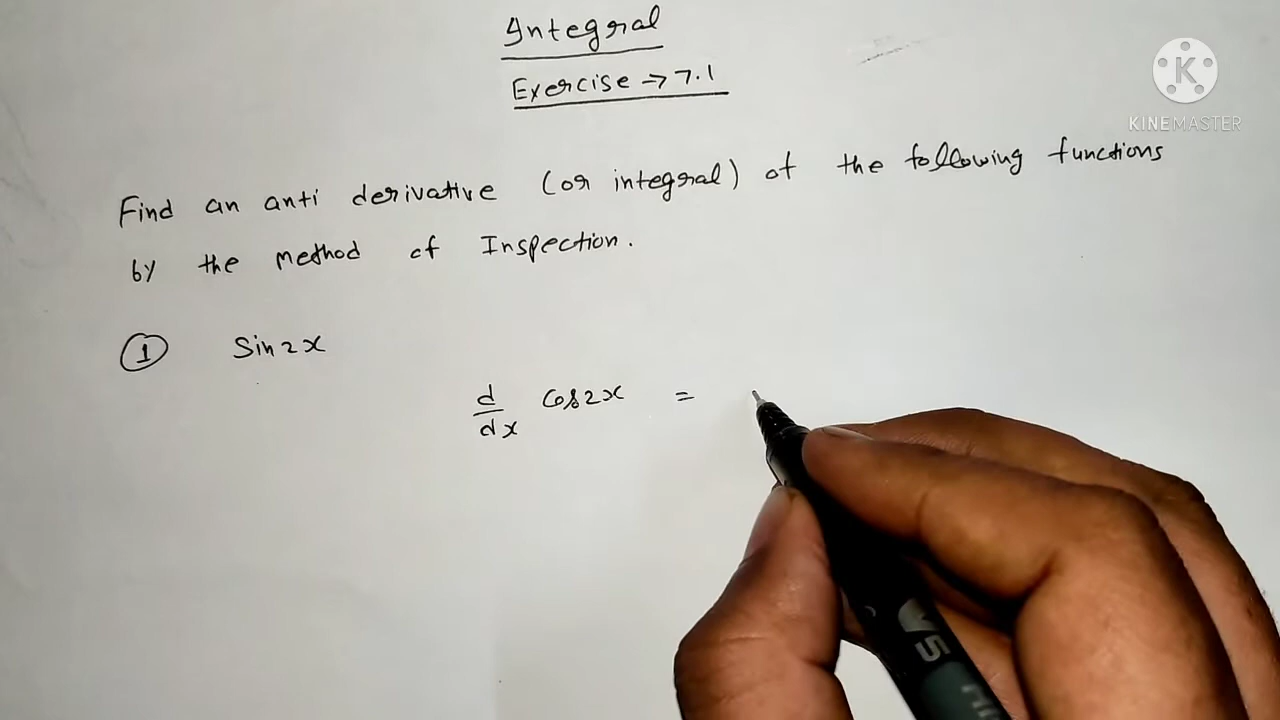 Integral
Exercise → 7.1
K
KINEMASTER
Find an anti derivative (or integral) of the following functions
by the method of Inspection.
1 Sin 2x
d/dx Cos 2x =
V5